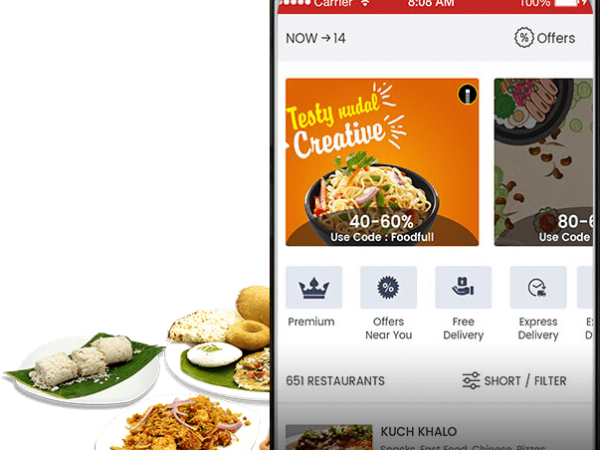 Carrier 8:08 AM 100%
NOW → 14
Offers
Testy nudal
Creative
40-60%
Use Code : Foodfull
80-6
Use Code
Premium
Offers
Near You
Free
Delivery
Express
Delivery
E
D
651 RESTAURANTS
SHORT / FILTER
KUCH KHALO
Snacks, Fast Food, Chinese, Pizzas